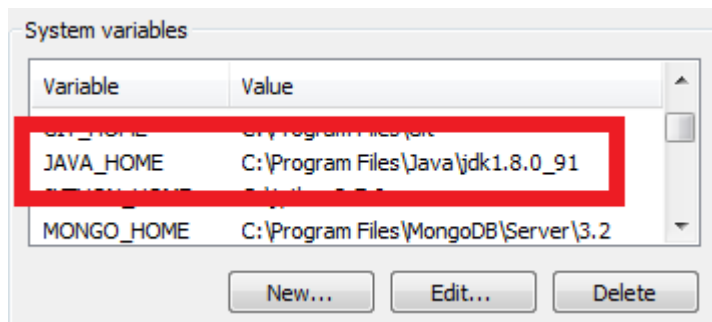 System variables
Variable Value
JAVA_HOME C:\Program Files\Java\jdk1.8.0_91
MONGO_HOME C:\Program Files\MongoDB\Server\3.2
New... Edit... Delete